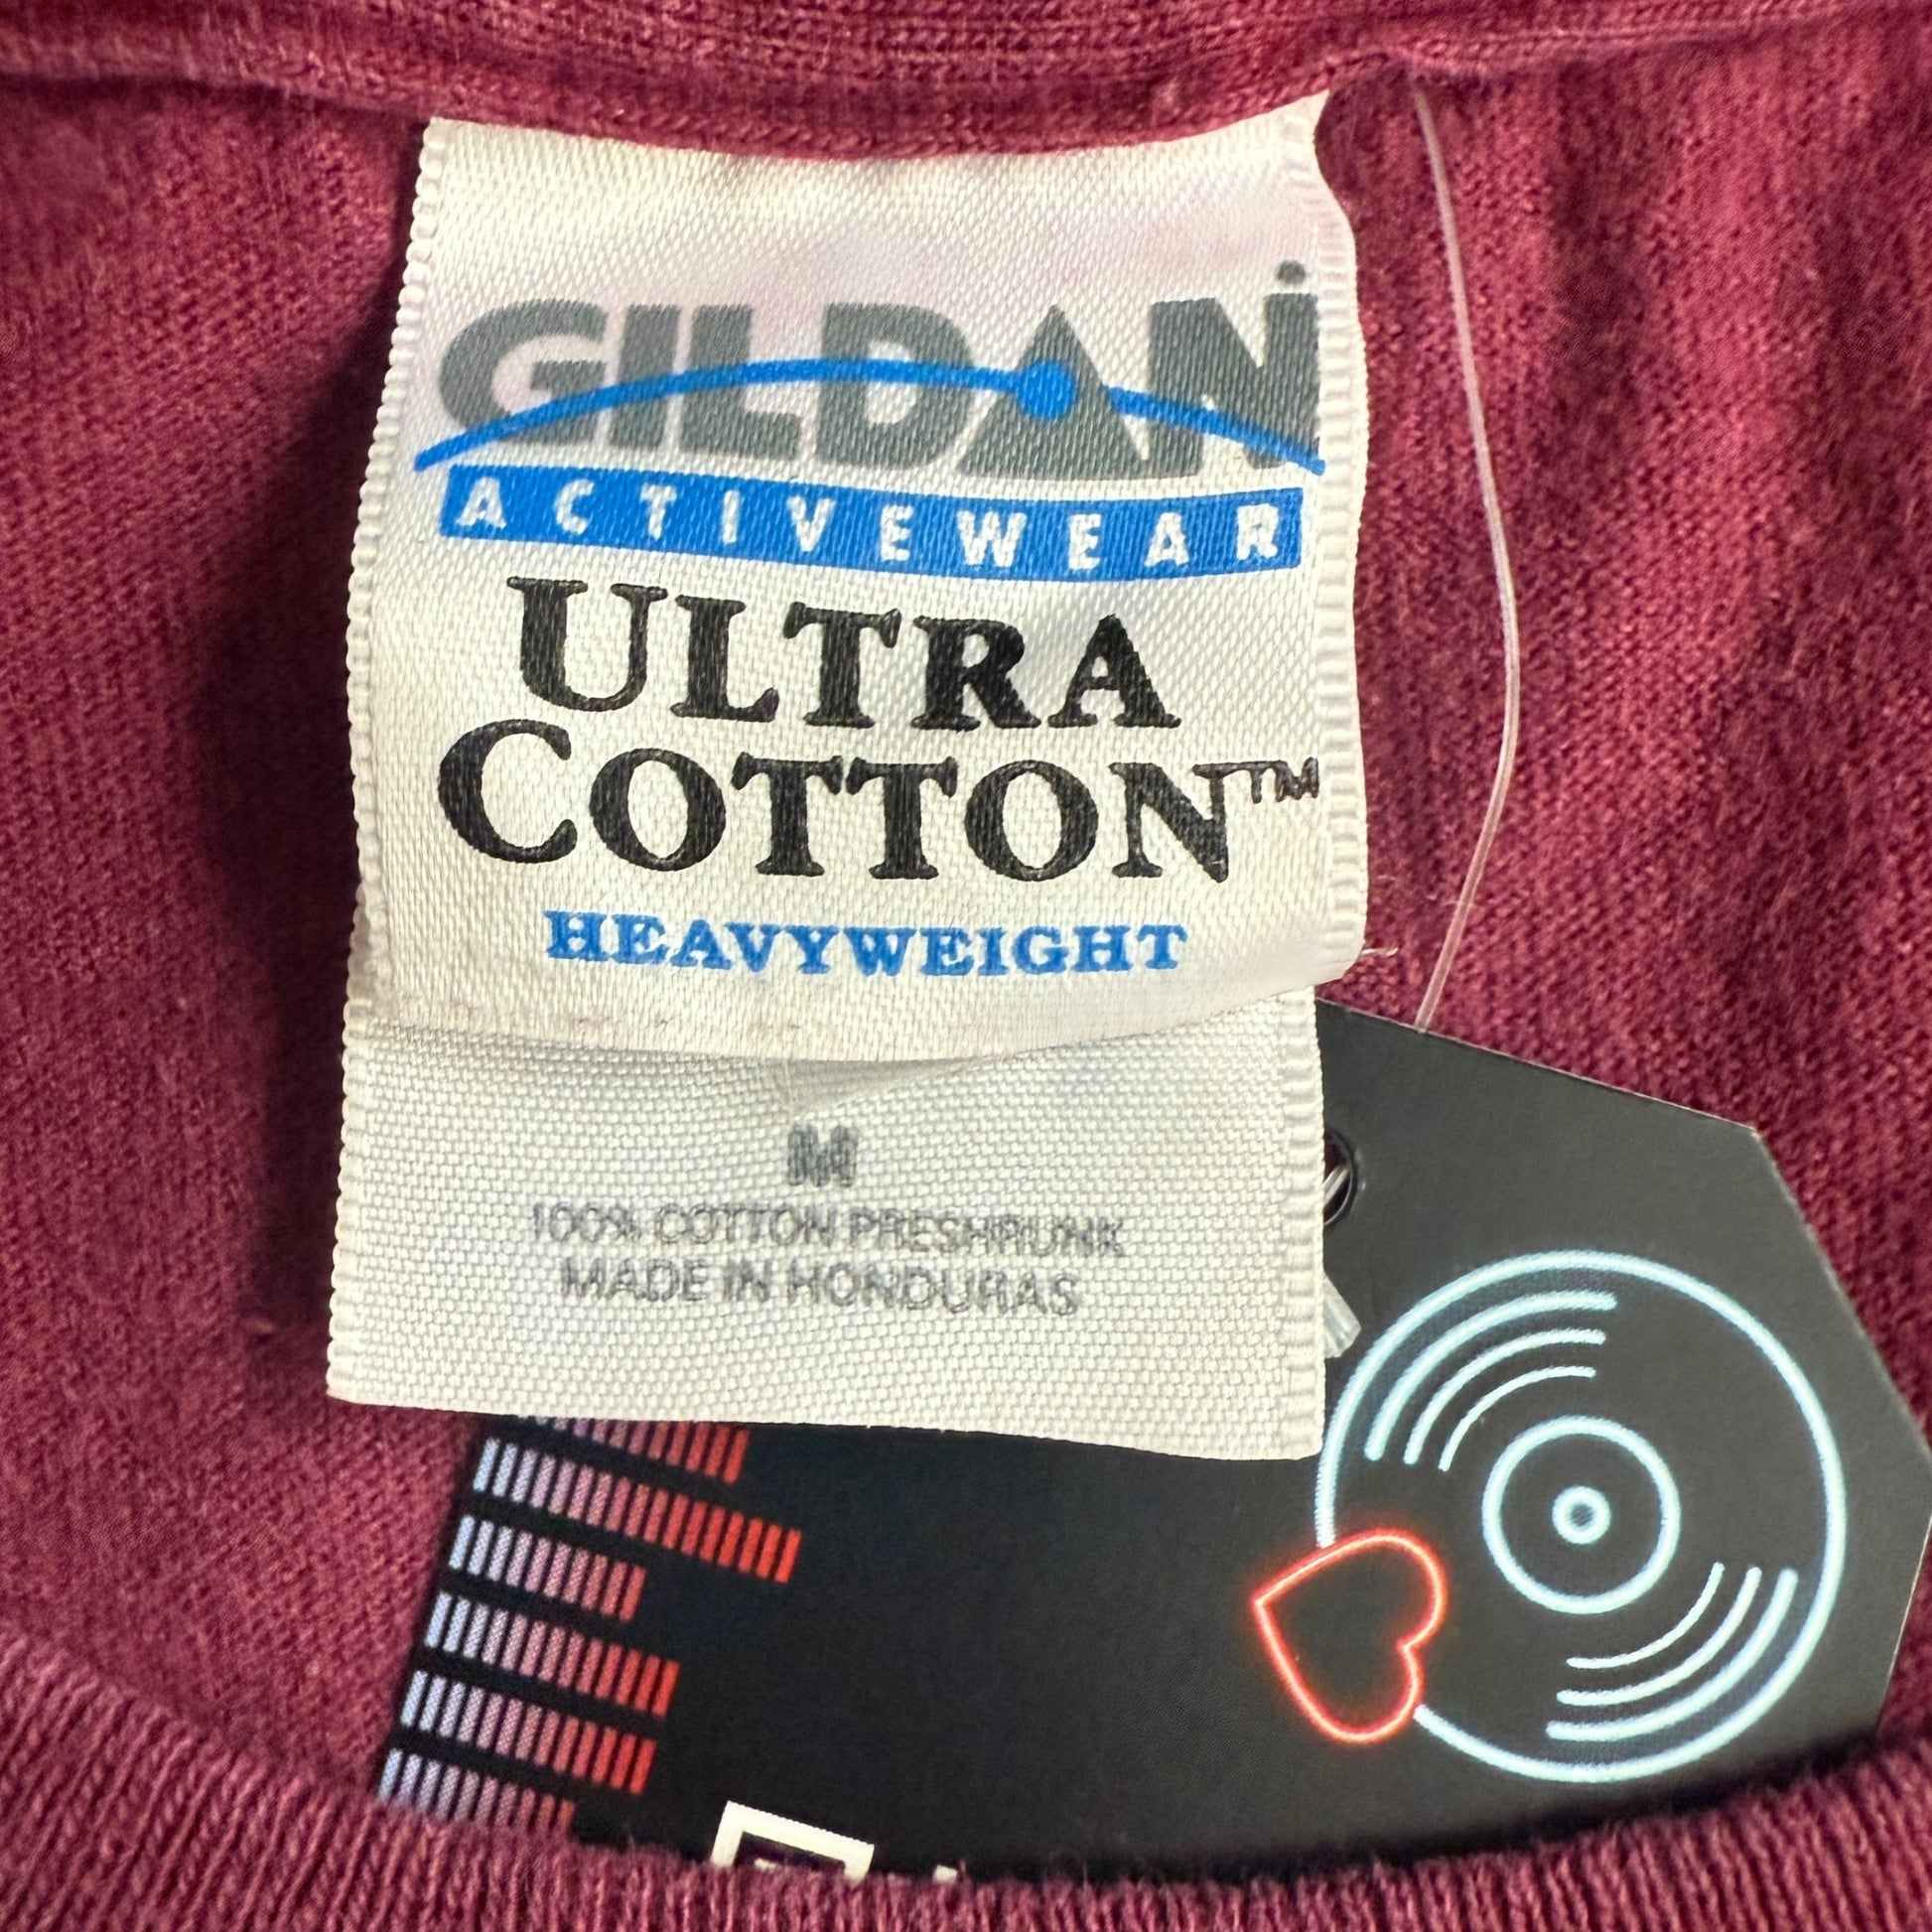 GILDAN
ACTIVEWEAR
ULTRA
COTTON™
HEAVYWEIGHT
M
100% COTTON PRESHRUNK
MADE IN HONDURAS